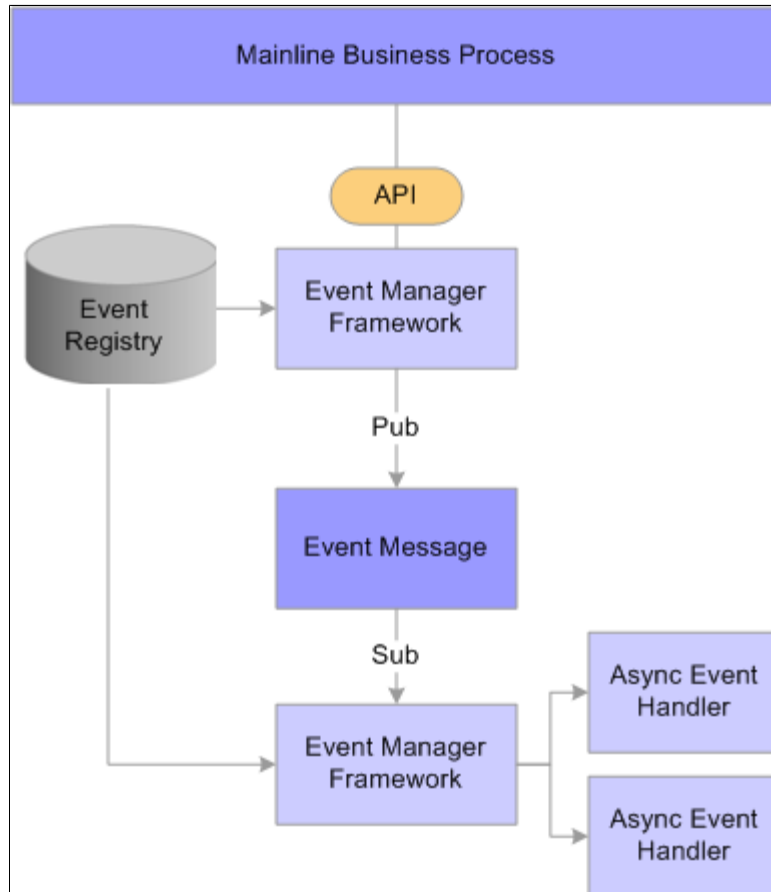 Mainline Business Process
API
Event Manager
Framework
Event
Registry
Pub
Event Message
Sub
Event Manager
Framework
Async Event
Handler
Async Event
Handler